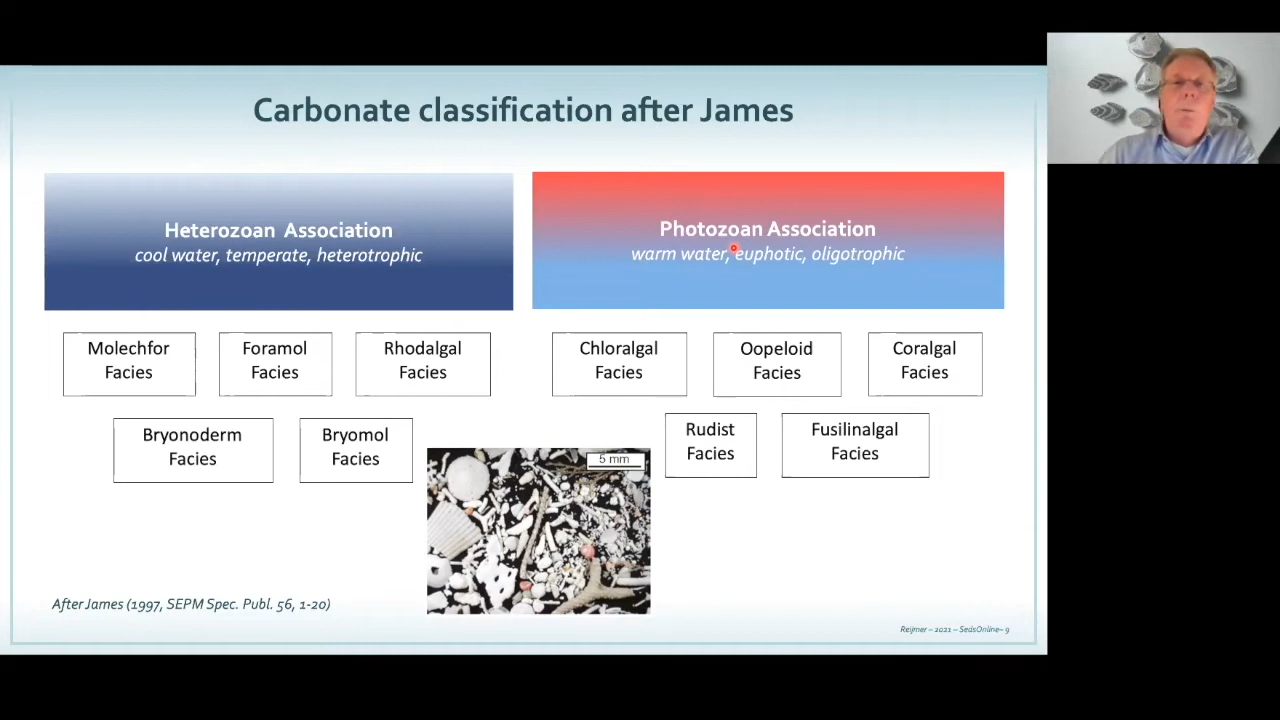 Carbonate classification after James
Heterozoan Association
cool water, temperate, heterotrophic
Photozoan Association
warm water, euphotic, oligotrophic
Molechfor
Facies
Foramol
Facies
Rhodalgal
Facies
Chloralgal
Facies
Oopeloid
Facies
Coralgal
Facies
Bryonoderm
Facies
Bryomol
Facies
Rudist
Facies
Fusilinalgal
Facies
5 mm
After James (1997, SEPM Spec. Publ. 56, 1-20)
Reijmer – 2021 – SedsOnline– 9